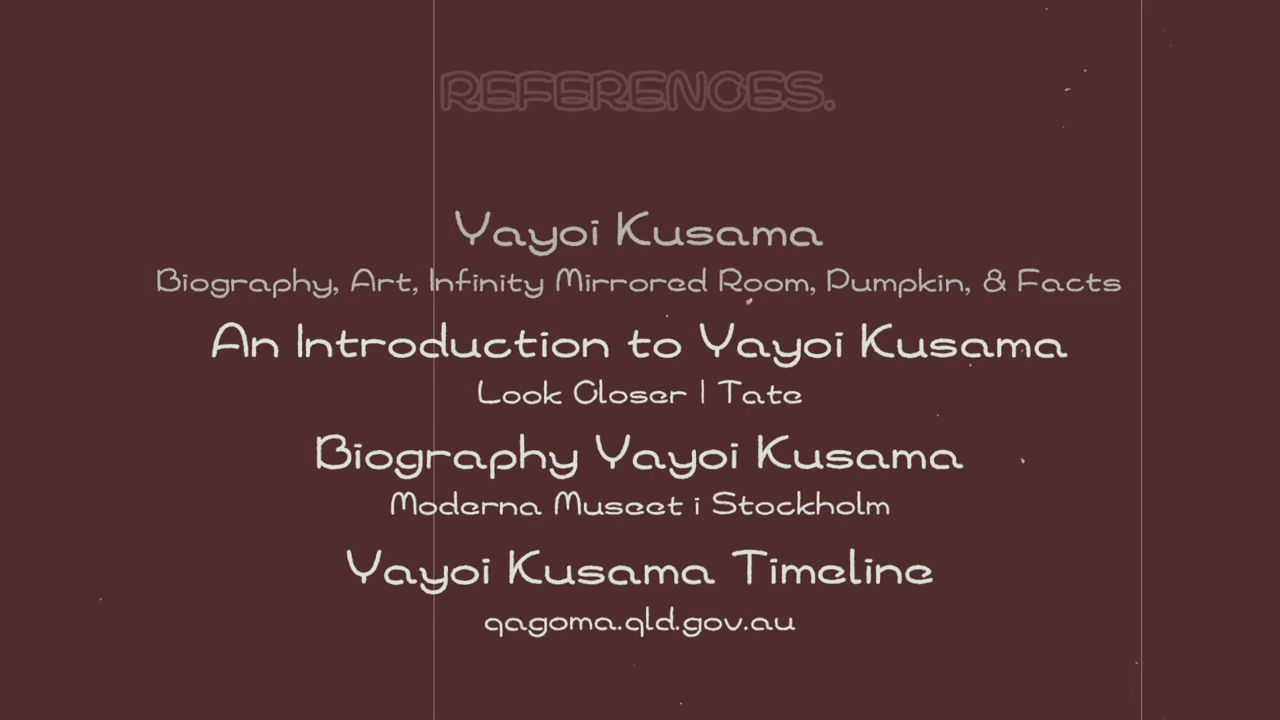 REFERENCES.
Yayoi Kusama
Biography, Art, Infinity Mirrored Room, Pumpkin, & Facts
An Introduction to Yayoi Kusama
Look Closer | Tate
Biography Yayoi Kusama
Moderna Museet i Stockholm
Yayoi Kusama Timeline
qagoma.qld.gov.au